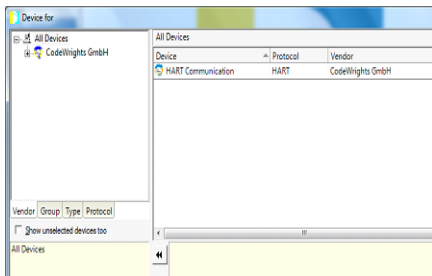 Device for
All Devices
CodeWrights GmbH
Vendor Group Type Protocol
Show unselected devices too
All Devices
All Devices
Device Protocol Vendor
HART Communication HART CodeWrights GmbH